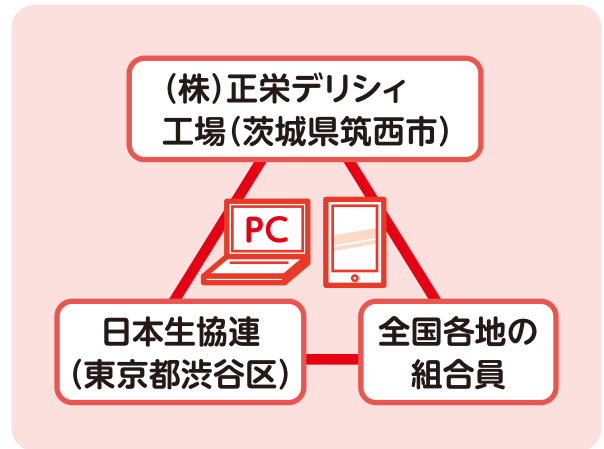 (株)正栄デリシィ
工場(茨城県筑西市)
PC
日本生協連
(東京都渋谷区)
全国各地の
組合員